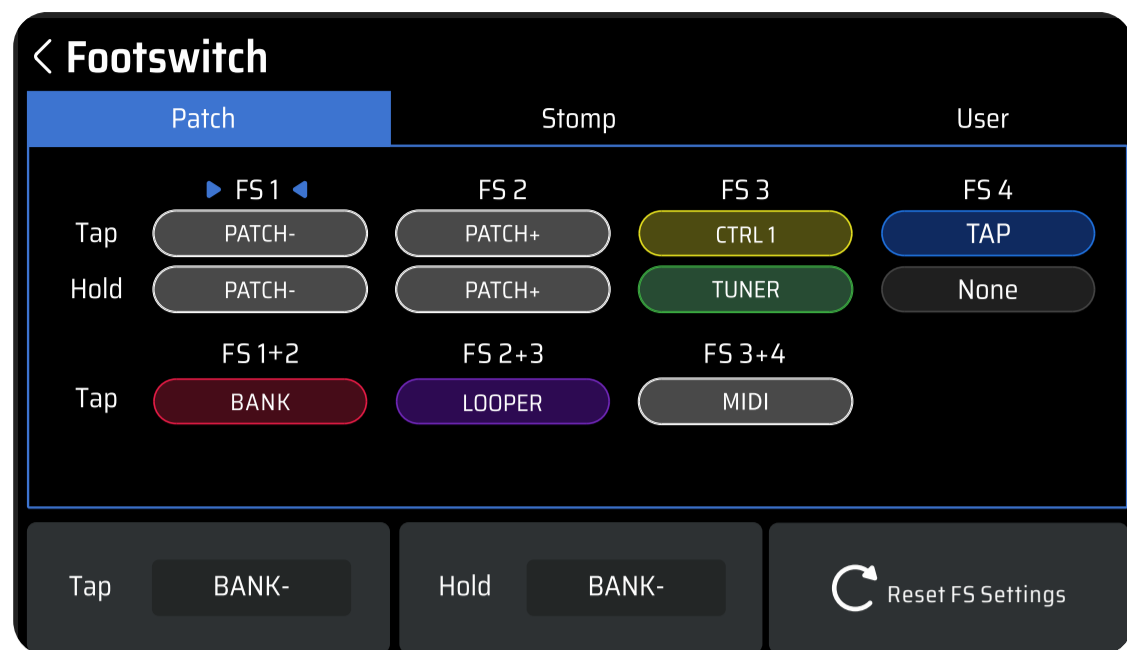 < Footswitch
Patch Stomp User
FS 1 FS 2 FS 3 FS 4
Tap PATCH- PATCH+ CTRL 1 TAP
Hold PATCH- PATCH+ TUNER None
FS 1+2 FS 2+3 FS 3+4
Tap BANK LOOPER MIDI
Tap BANK- Hold BANK- Reset FS Settings